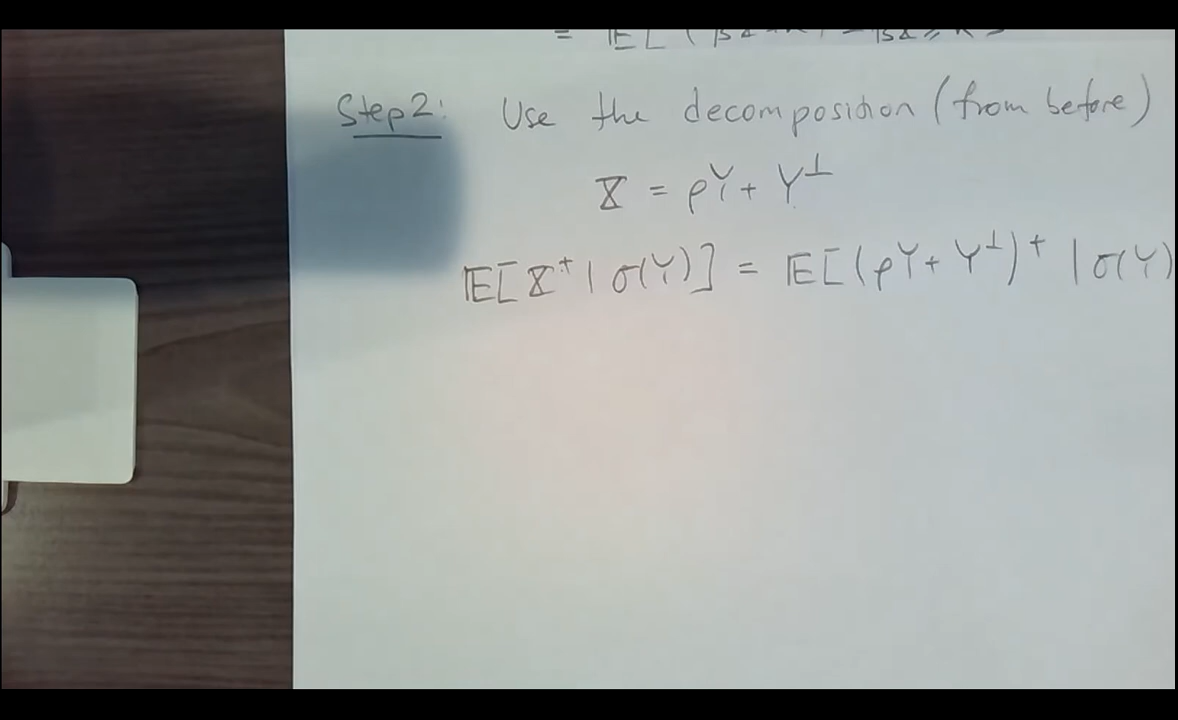 Step 2: Use the decomposition (from before)
X = ρY + Y^⊥
𝔼[X^+ | σ(Y)] = 𝔼[(ρY + Y^⊥)^+ | σ(Y)